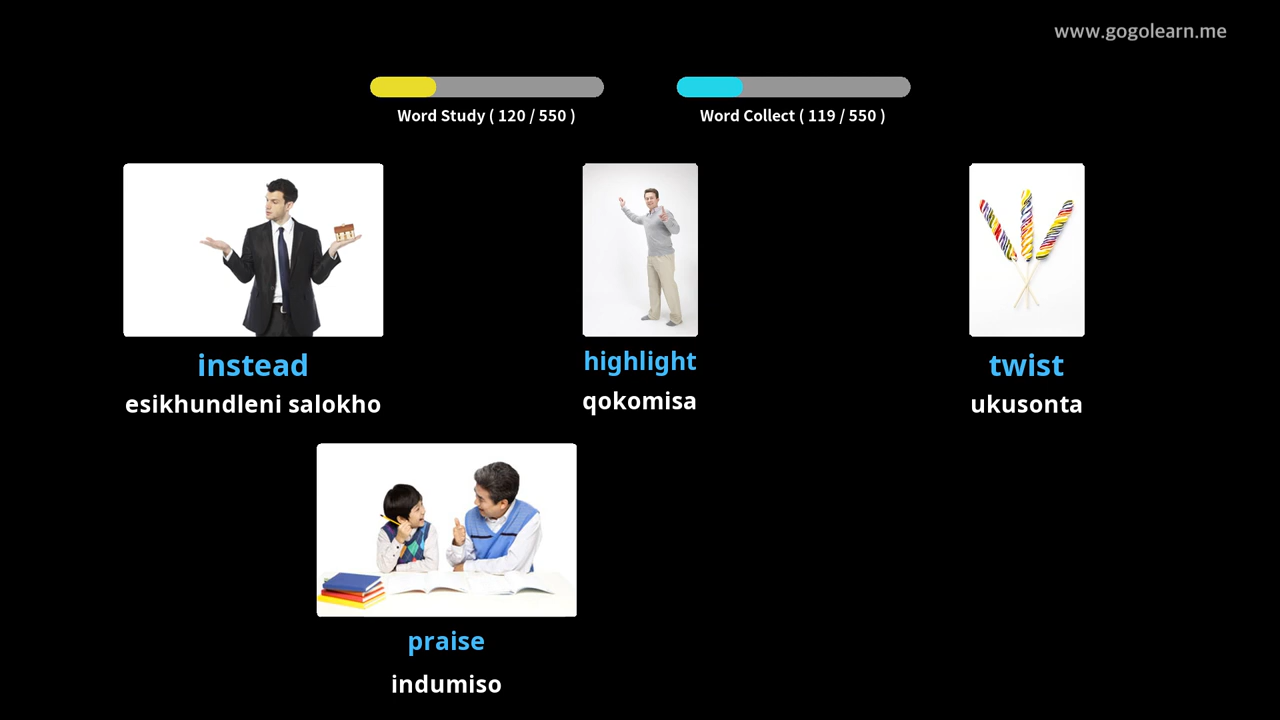 www.gogolearn.me
Word Study ( 120 / 550 )
Word Collect ( 119 / 550 )
instead
esikhundleni salokho
highlight
qokomisa
twist
ukusonta
praise
indumiso